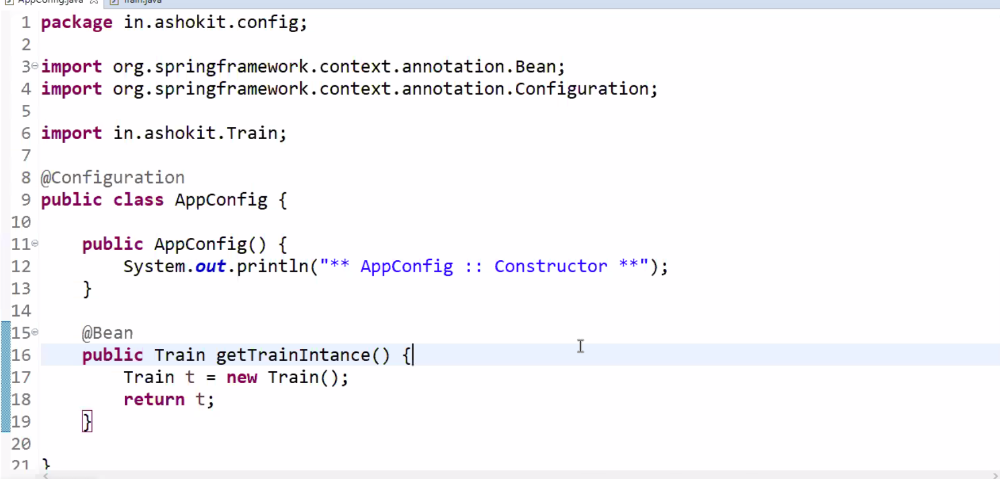 AppConfig.java Train.java
1 package in.ashokit.config;
2
3 import org.springframework.context.annotation.Bean;
4 import org.springframework.context.annotation.Configuration;
5
6 import in.ashokit.Train;
7
8 @Configuration
9 public class AppConfig {
10
11 public AppConfig() {
12 System.out.println("** AppConfig :: Constructor **");
13 }
14
15 @Bean
16 public Train getTrainIntance() {
17 Train t = new Train();
18 return t;
19 }
20
21 }